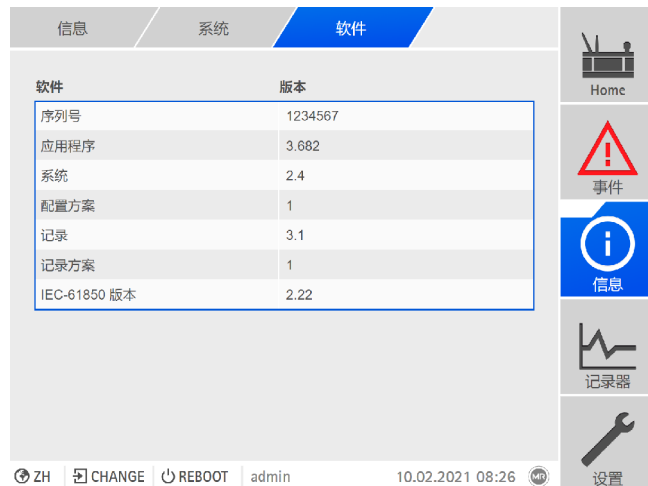 信息 系统 软件
软件 版本
序列号 1234567
应用程序 3.682
系统 2.4
配置方案 1
记录 3.1
记录方案 1
IEC-61850 版本 2.22
Home
事件
信息
记录器
设置
ZH CHANGE REBOOT admin 10.02.2021 08:26 MR